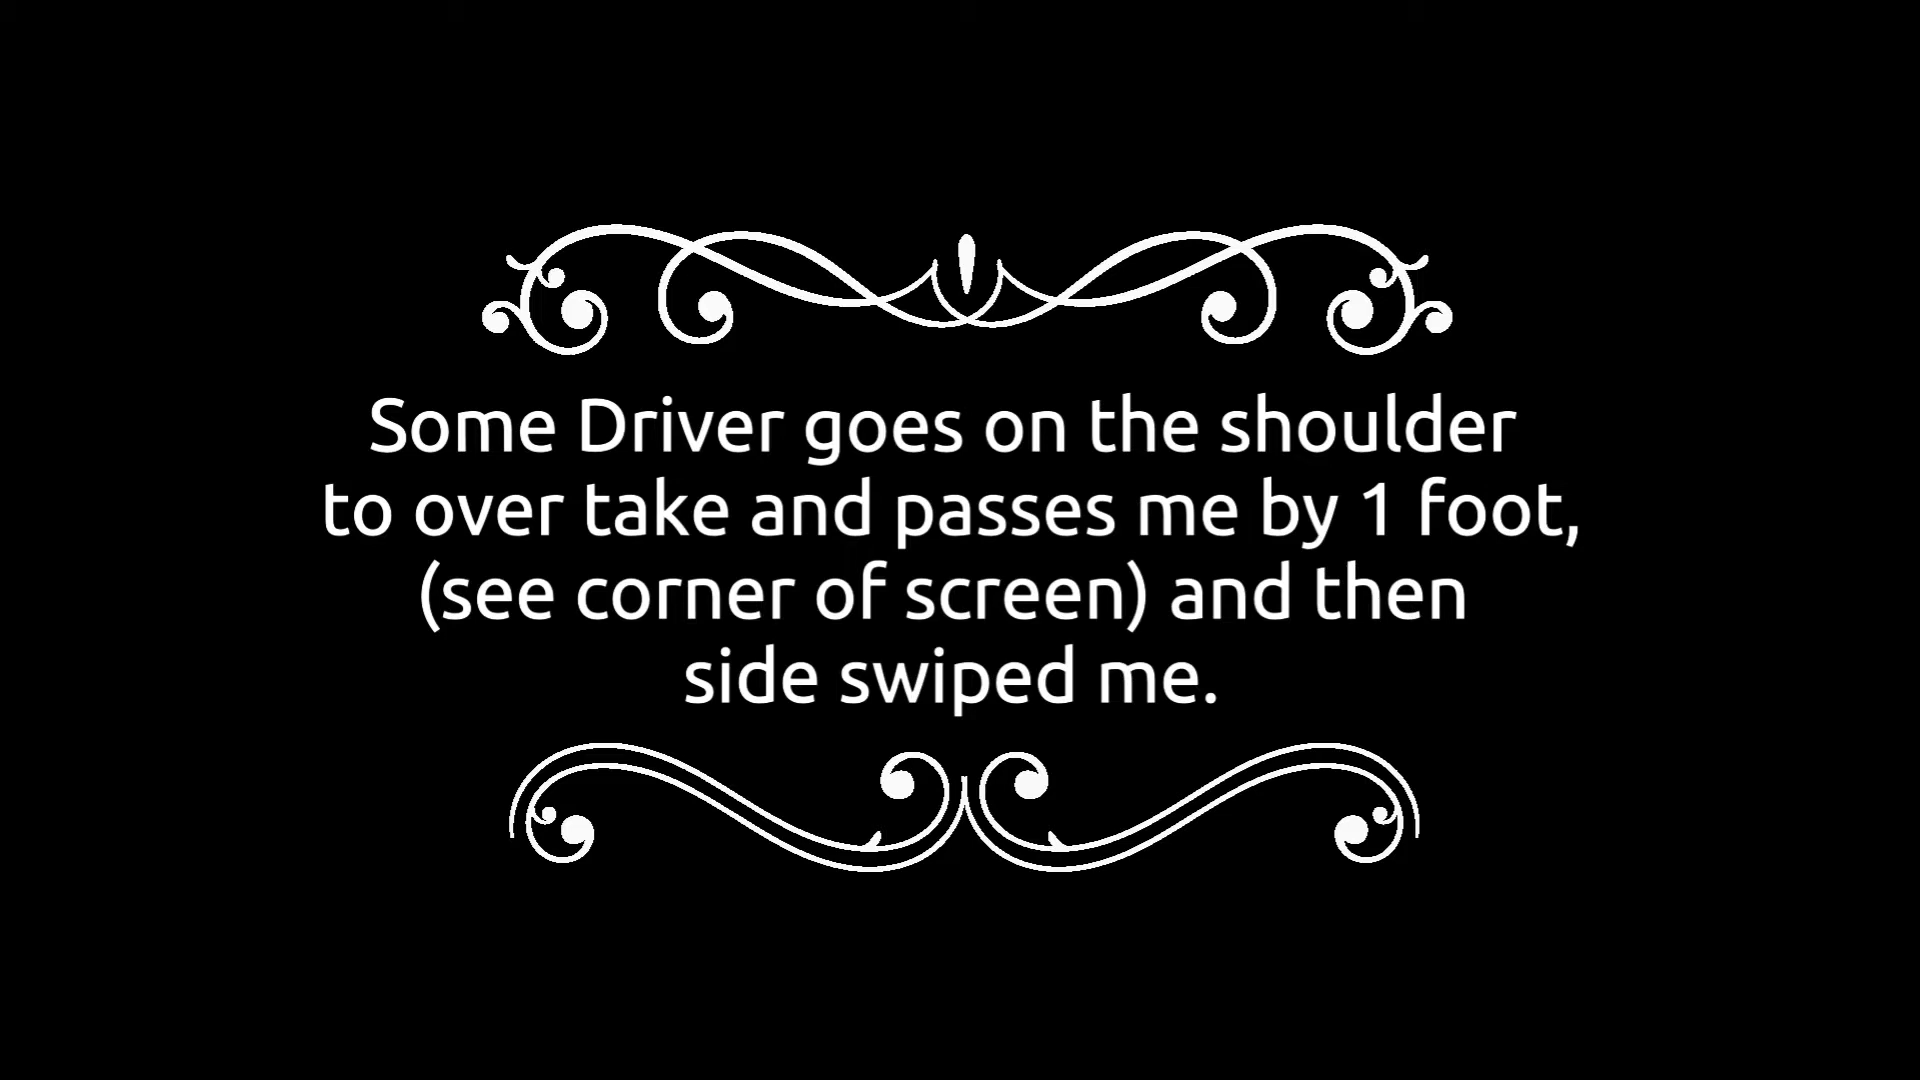 Some Driver goes on the shoulder
to over take and passes me by 1 foot,
(see corner of screen) and then
side swiped me.